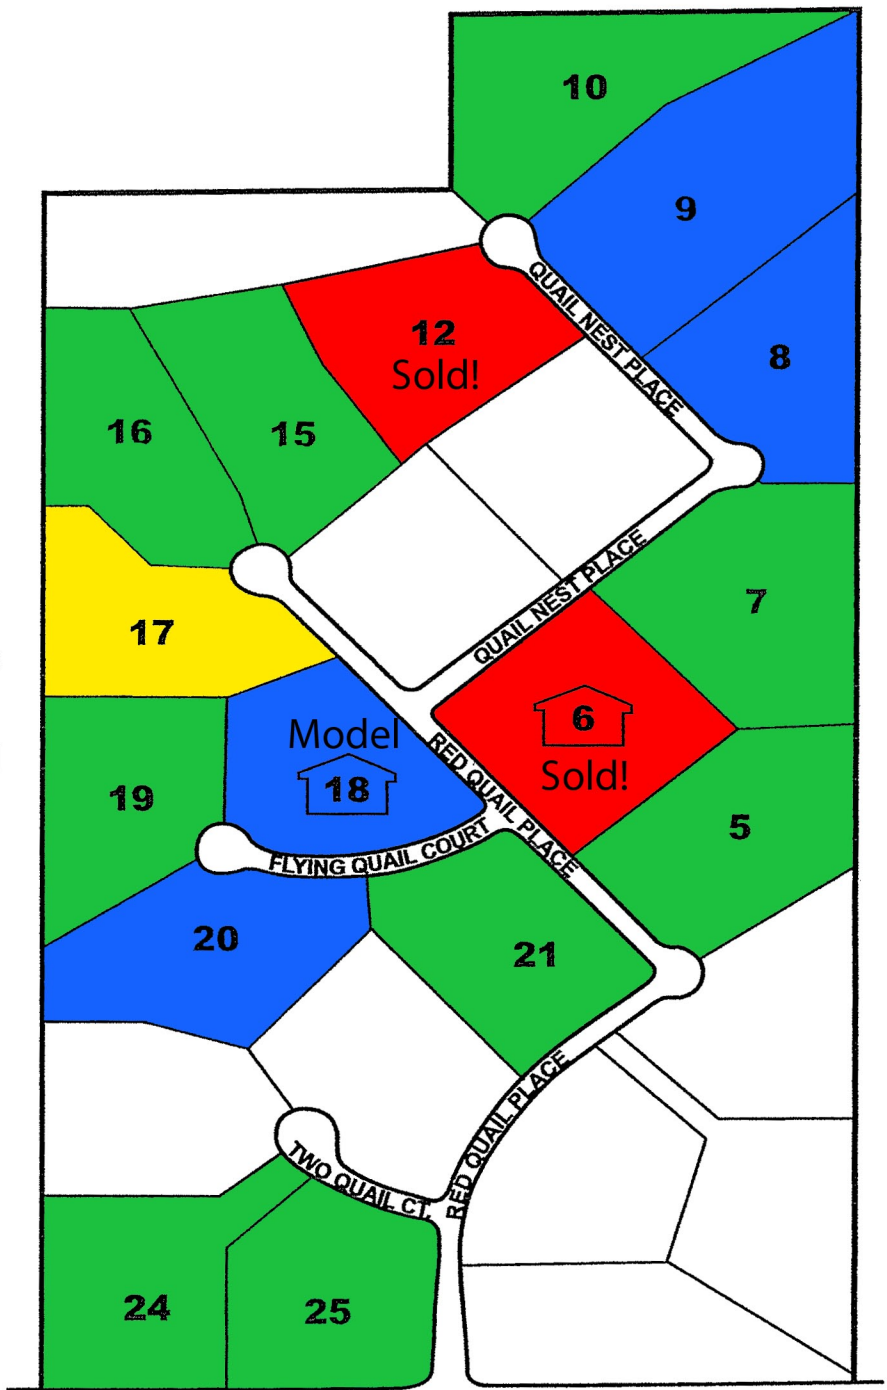 10
9
QUAIL NEST PLACE
12
Sold!
8
16
15
QUAIL NEST PLACE
7
17
Model
18
6
Sold!
RED QUAIL PLACE
19
5
FLYING QUAIL COURT
20
21
RED QUAIL PLACE
TWO QUAIL CT.
24
25